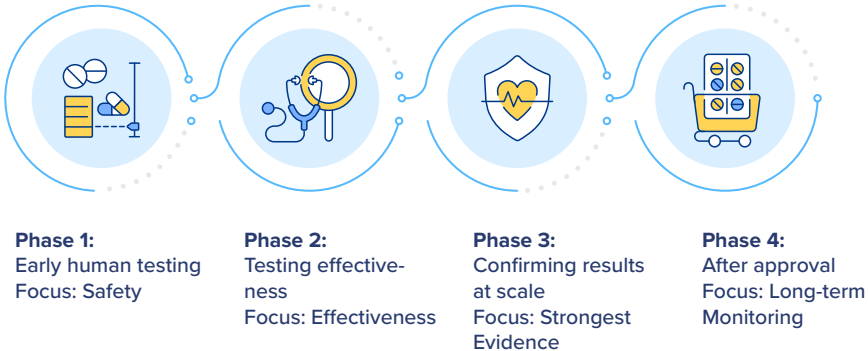 Phase 1:
Early human testing
Focus: Safety
Phase 2:
Testing effective-
ness
Focus: Effectiveness
Phase 3:
Confirming results
at scale
Focus: Strongest
Evidence
Phase 4:
After approval
Focus: Long-term
Monitoring